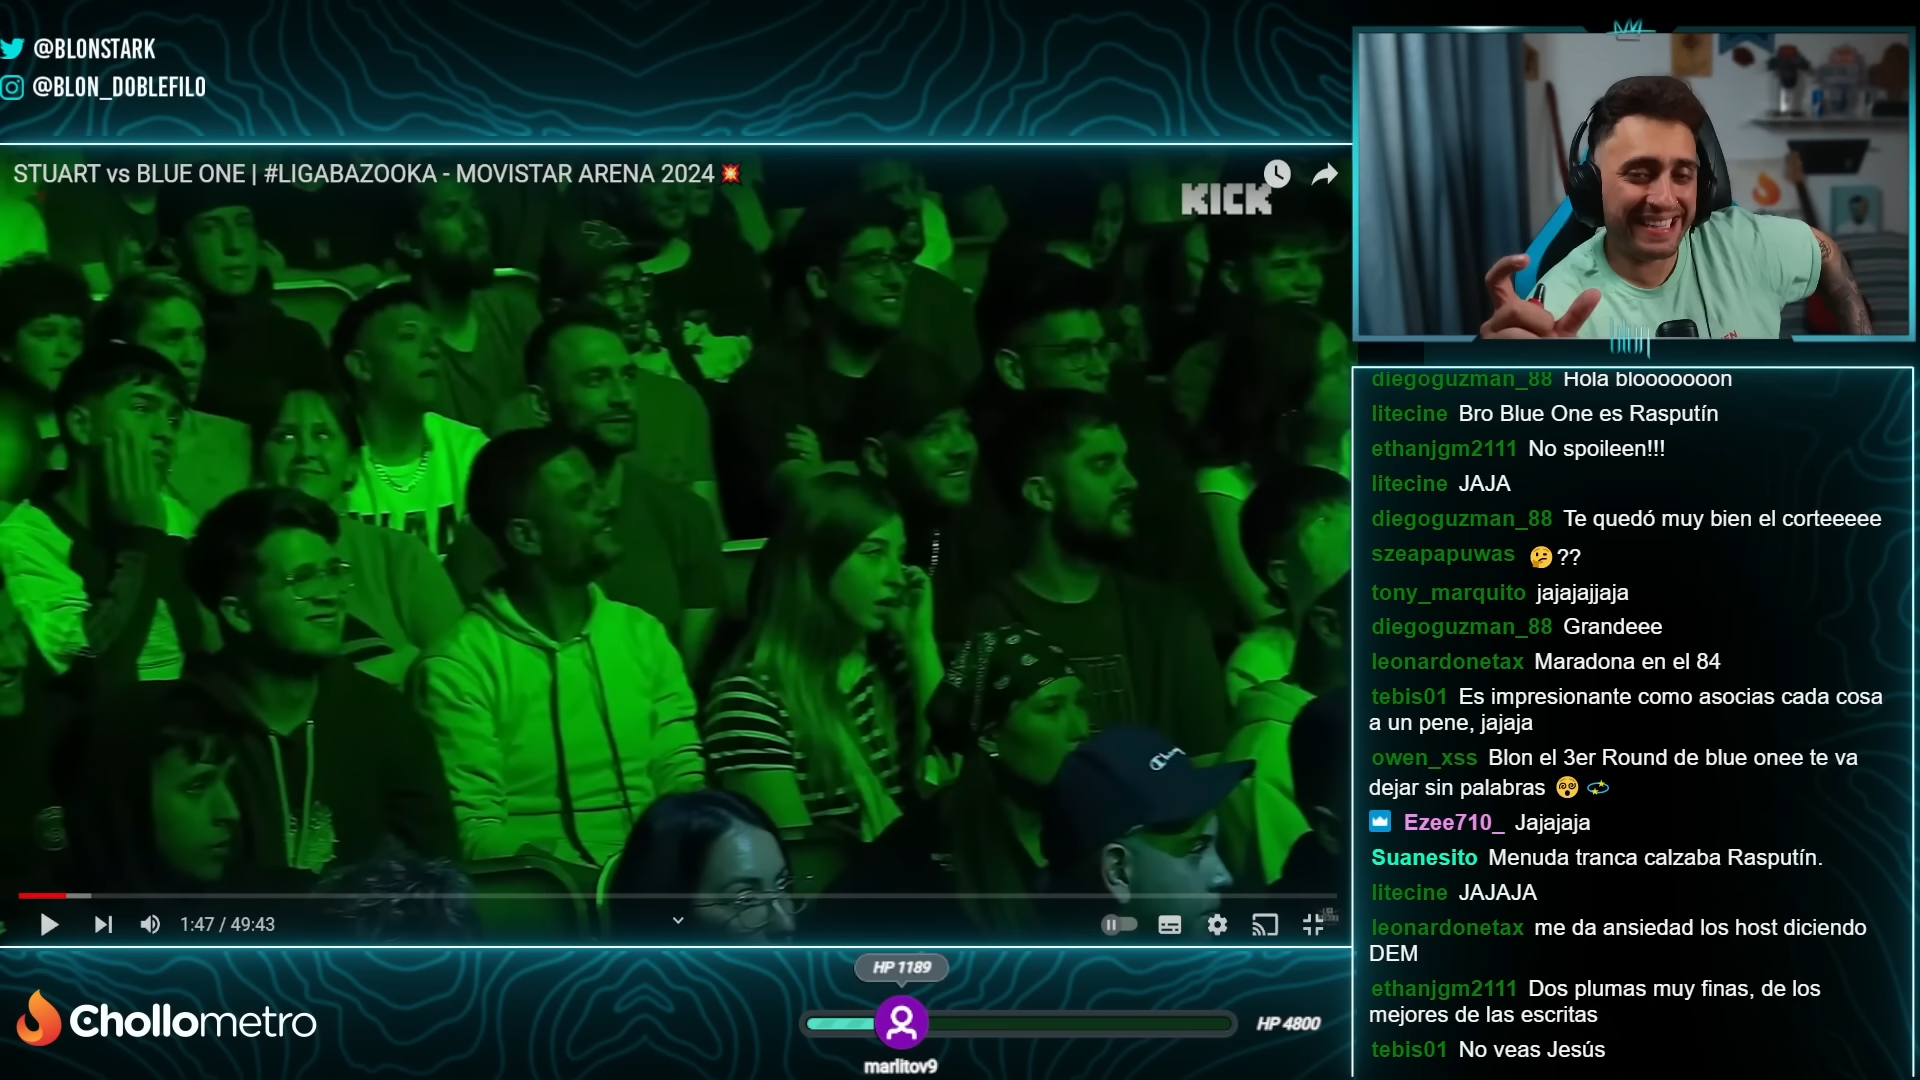 @BLONSTARK
@BLON_DOBLEFILO
STUART vs BLUE ONE | #LIGABAZOOKA - MOVISTAR ARENA 2024💥
KICK
1:47 / 49:43
Chollometro
HP 1189
HP 4800
marlitov9
diegoguzman_88 Hola blooooooon
litecine Bro Blue One es Rasputín
ethanjgm2111 No spoileen!!!
litecine JAJA
diegoguzman_88 Te quedó muy bien el corteeeee
szeapapuwas 🤔??
tony_marquito jajajajjaja
diegoguzman_88 Grandeee
leonardonetax Maradona en el 84
tebis01 Es impresionante como asocias cada cosa
a un pene, jajaja
owen_xss Blon el 3er Round de blue onee te va
dejar sin palabras 😵💫
Ezee710_ Jajajaja
Suanesito Menuda tranca calzaba Rasputín.
litecine JAJAJA
leonardonetax me da ansiedad los host diciendo
DEM
ethanjgm2111 Dos plumas muy finas, de los
mejores de las escritas
tebis01 No veas Jesús